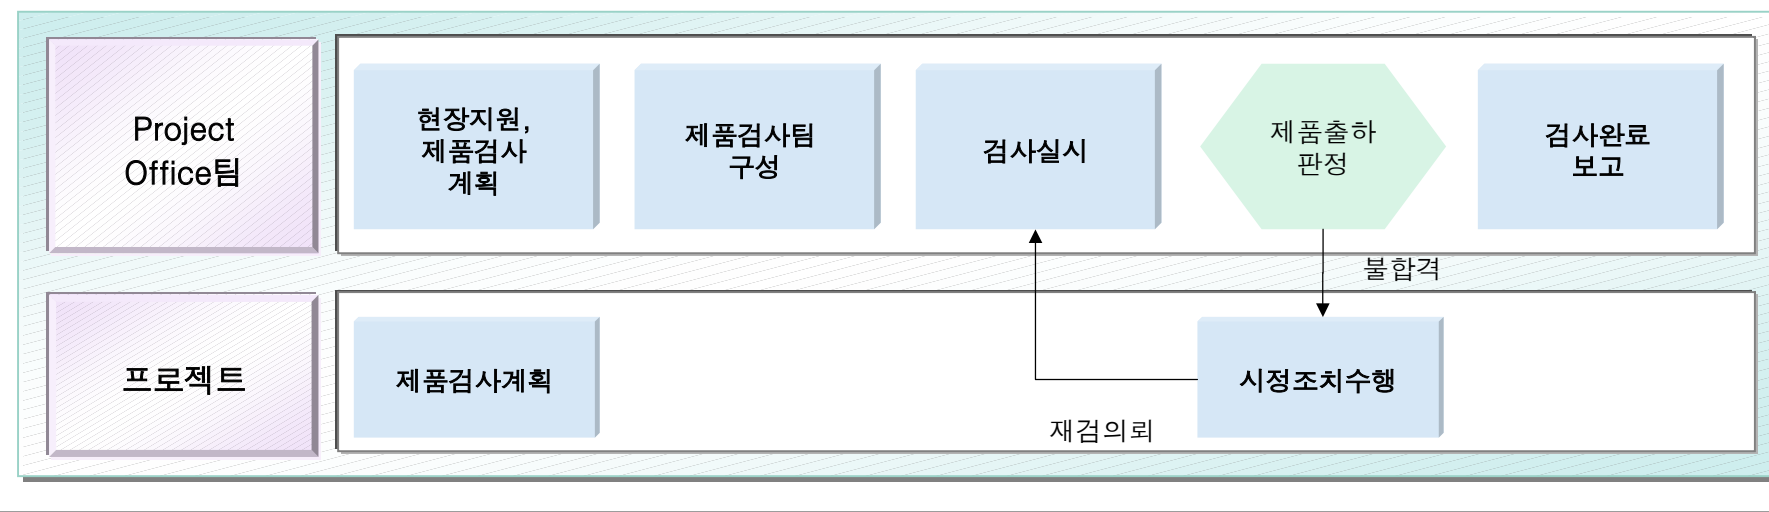 Project
Office팀
현장지원,
제품검사
계획
제품검사팀
구성
검사실시
제품출하
판정
검사완료
보고
불합격
프로젝트
제품검사계획
시정조치수행
재검의뢰